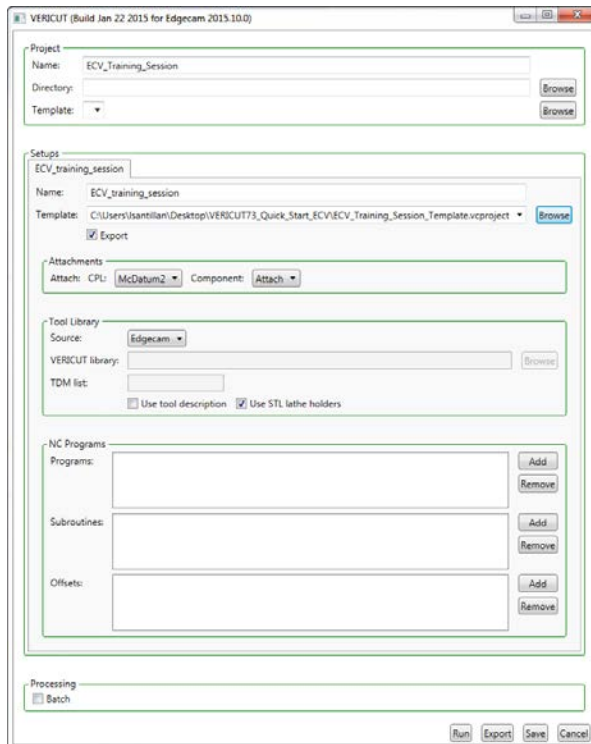 VERICUT (Build Jan 22 2015 for Edgecam 2015.10.0)
Project
Name: ECV_Training_Session
Directory: Browse
Template: Browse
Setups
ECV_training_session
Name: ECV_training_session
Template: C:\Users\lsantillan\Desktop\VERICUT73_Quick_Start_ECV\ECV_Training_Session_Template.vcproject Browse
Export
Attachments
Attach: CPL: McDatum2 Component: Attach
Tool Library
Source: Edgecam
VERICUT library: Browse
TDM list:
Use tool description Use STL lathe holders
NC Programs
Programs: Add
Remove
Subroutines: Add
Remove
Offsets: Add
Remove
Processing
Batch
Run Export Save Cancel